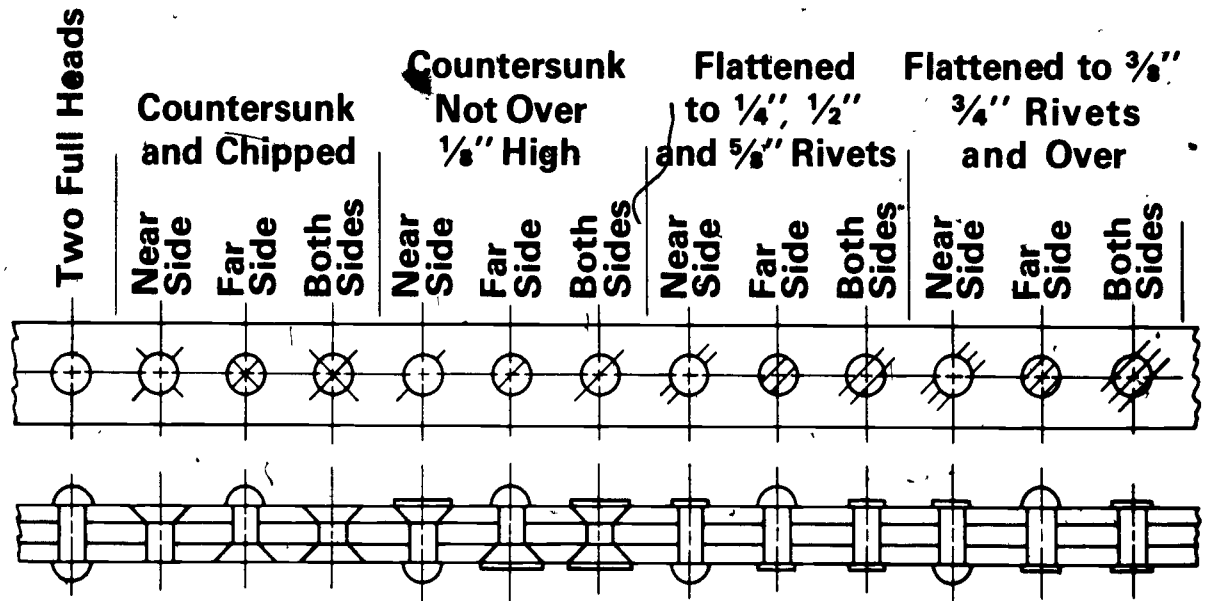 Two Full Heads
Countersunk
and Chipped
Near
Side
Far
Side
Both
Sides
Countersunk
Not Over
⅛" High
Near
Side
Far
Side
Both
Sides
Flattened
to ¼", ½"
and ⅝" Rivets
Near
Side
Far
Side
Both
Sides
Flattened to ⅜"
¾" Rivets
and Over
Near
Side
Far
Side
Both
Sides